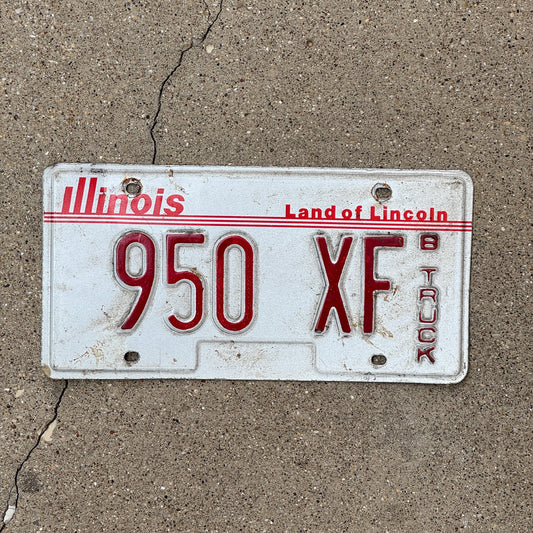 Illinois
Land of Lincoln
950 XF
B TRUCK